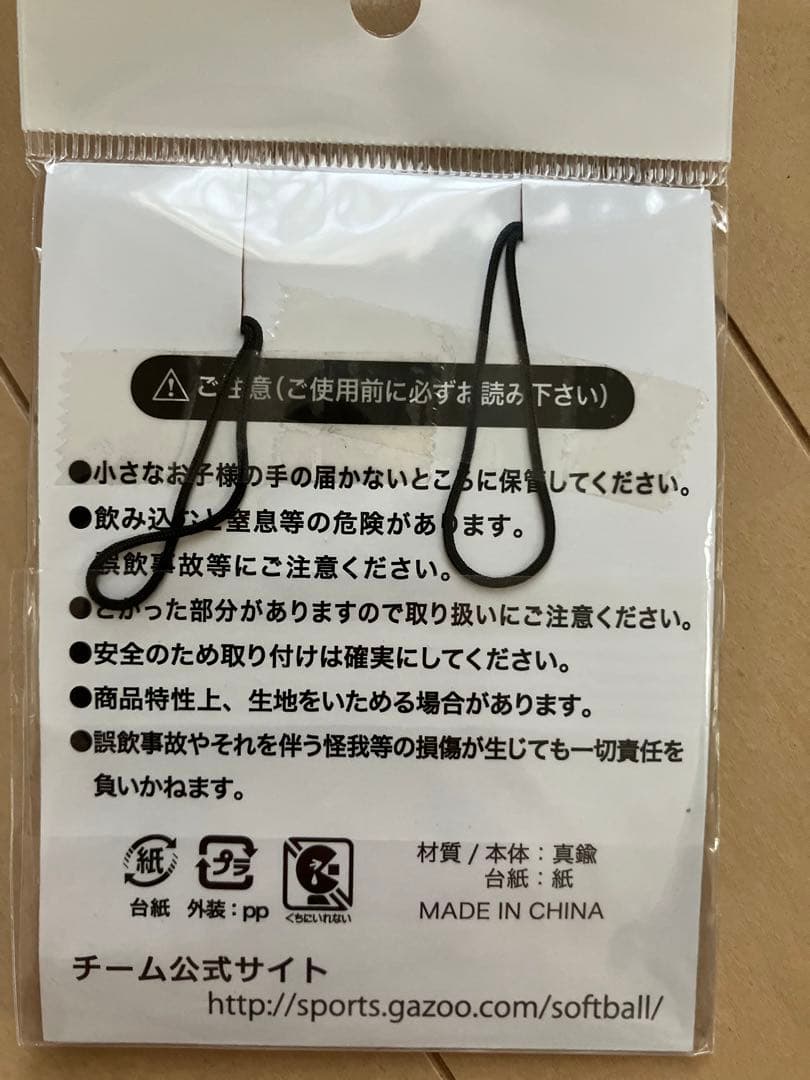 ご注意(ご使用前に必ずお読み下さい)
●小さなお子様の手の届かないところに保管してください。
●飲み込むと窒息等の危険があります。
誤飲事故等にご注意ください。
●とがった部分がありますので取り扱いにご注意ください。
●安全のため取り付けは確実にしてください。
●商品特性上、生地をいためる場合があります。
●誤飲事故やそれを伴う怪我等の損傷が生じても一切責任を
負いかねます。
紙
プラ
台紙
外装：pp
くちにいれない
材質 / 本体：真鍮
台紙：紙
MADE IN CHINA
チーム公式サイト
http://sports.gazoo.com/softball/